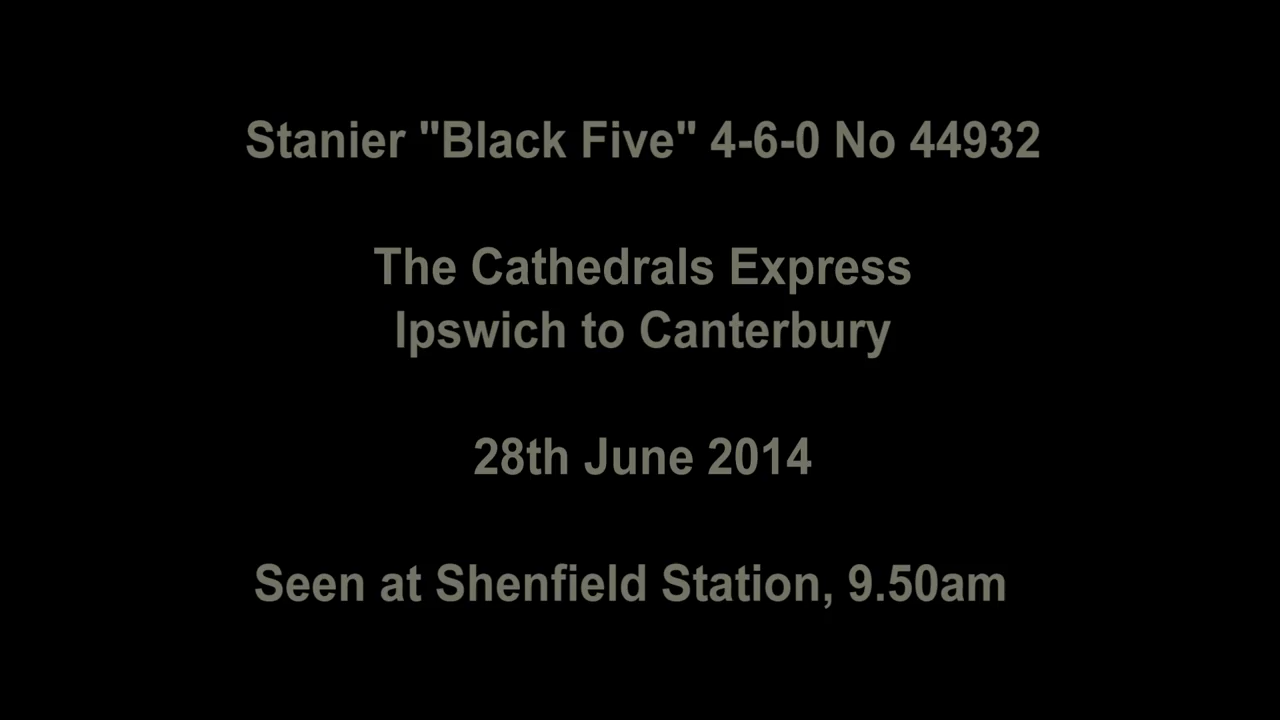 Stanier "Black Five" 4-6-0 No 44932
The Cathedrals Express
Ipswich to Canterbury
28th June 2014
Seen at Shenfield Station, 9.50am